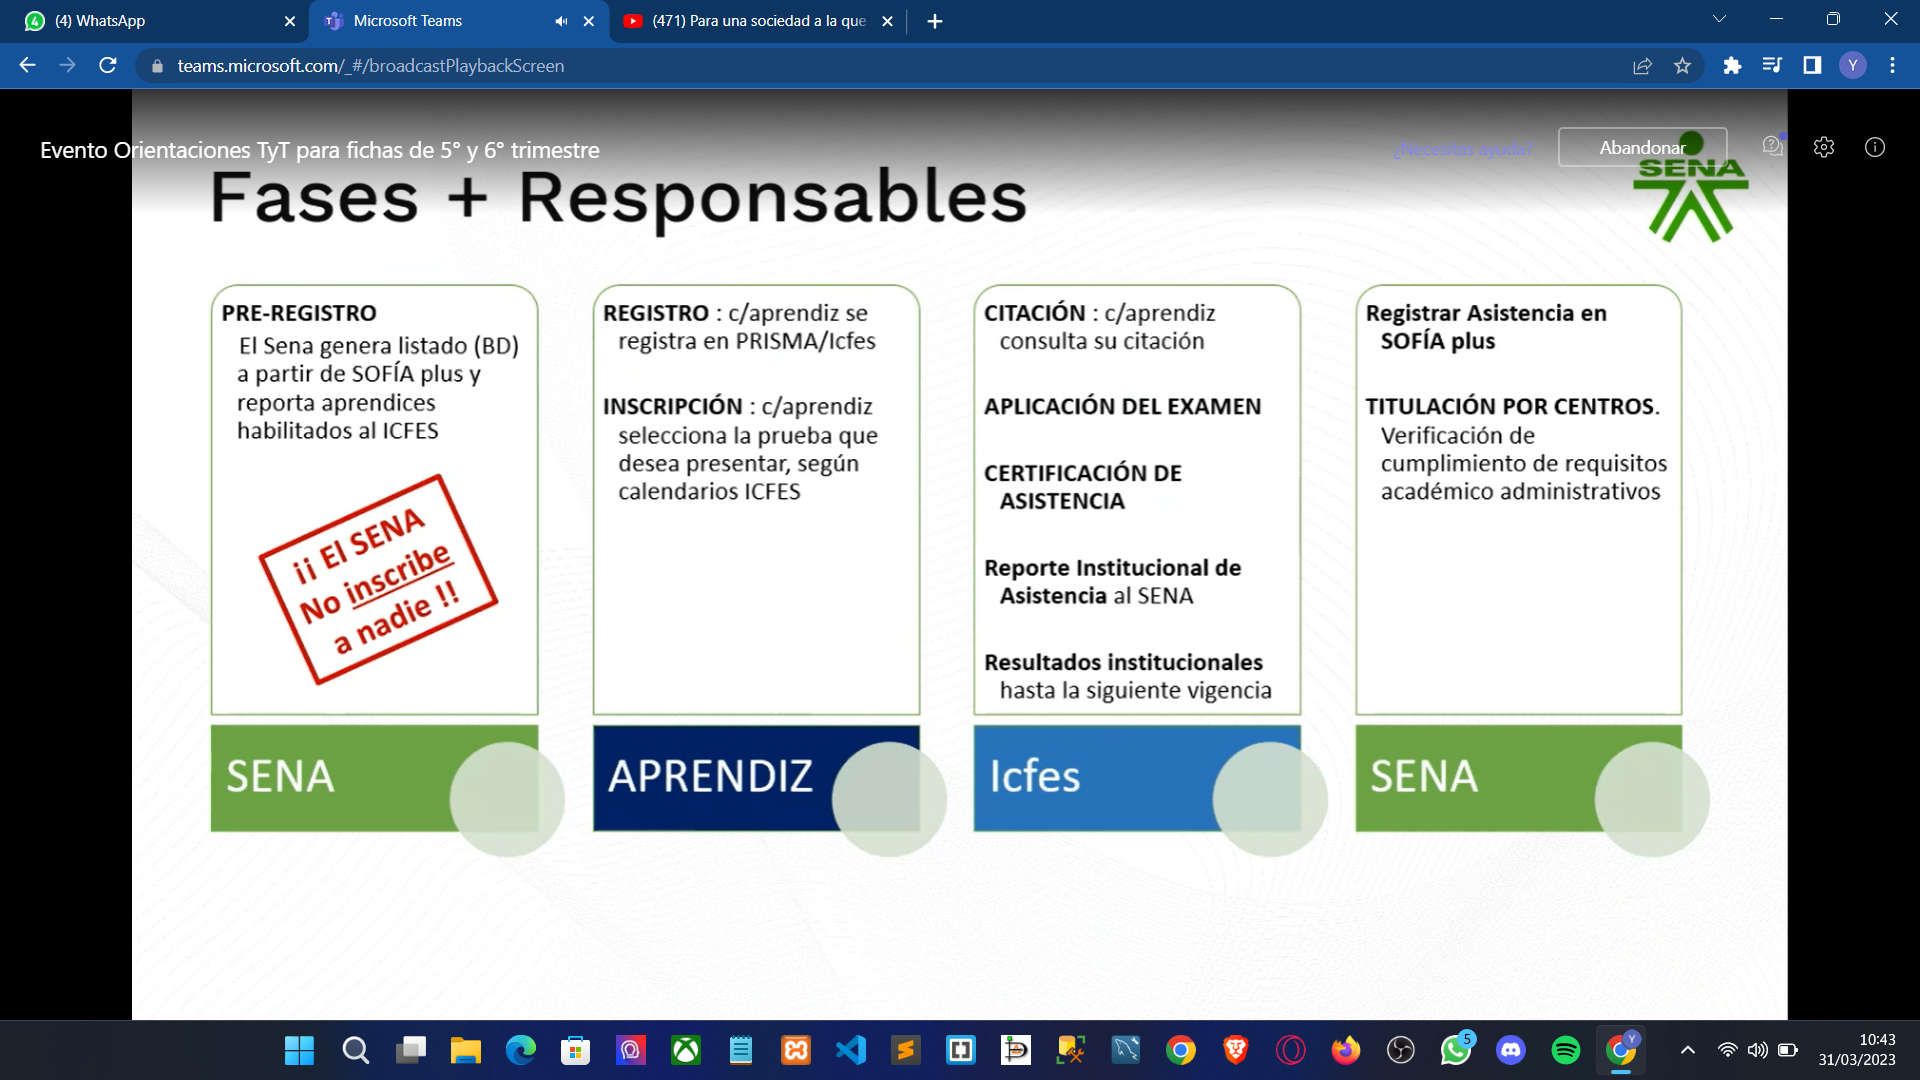 (4) WhatsApp
Microsoft Teams
(471) Para una sociedad a la que
teams.microsoft.com/_#/broadcastPlaybackScreen
Y
Evento Orientaciones TyT para fichas de 5° y 6° trimestre
¿Necesitas ayuda?
Abandonar
SENA
Fases + Responsables
PRE-REGISTRO
El Sena genera listado (BD)
a partir de SOFÍA plus y
reporta aprendices
habilitados al ICFES
¡¡ El SENA
No inscribe
a nadie !!
SENA
REGISTRO : c/aprendiz se
registra en PRISMA/Icfes
INSCRIPCIÓN : c/aprendiz
selecciona la prueba que
desea presentar, según
calendarios ICFES
APRENDIZ
CITACIÓN : c/aprendiz
consulta su citación
APLICACIÓN DEL EXAMEN
CERTIFICACIÓN DE
ASISTENCIA
Reporte Institucional de
Asistencia al SENA
Resultados institucionales
hasta la siguiente vigencia
Icfes
Registrar Asistencia en
SOFÍA plus
TITULACIÓN POR CENTROS.
Verificación de
cumplimiento de requisitos
académico administrativos
SENA
5
Y
10:43
31/03/2023